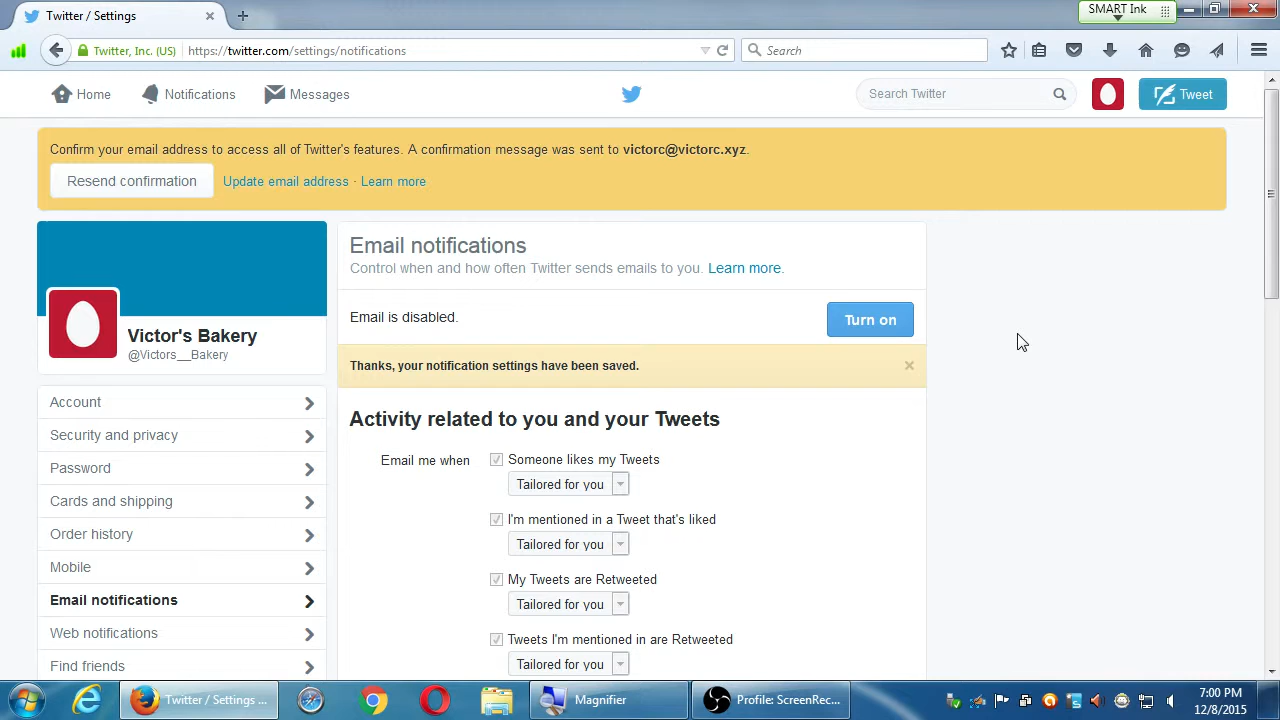 Twitter / Settings
SMART Ink
Twitter, Inc. (US)
https://twitter.com/settings/notifications
Search
Home
Notifications
Messages
Search Twitter
Tweet
Confirm your email address to access all of Twitter's features. A confirmation message was sent to victorc@victorc.xyz.
Resend confirmation
Update email address · Learn more
Victor's Bakery
@Victors__Bakery
Account
Security and privacy
Password
Cards and shipping
Order history
Mobile
Email notifications
Web notifications
Find friends
Email notifications
Control when and how often Twitter sends emails to you. Learn more.
Email is disabled.
Turn on
Thanks, your notification settings have been saved.
Activity related to you and your Tweets
Email me when
Someone likes my Tweets
Tailored for you
I'm mentioned in a Tweet that's liked
Tailored for you
My Tweets are Retweeted
Tailored for you
Tweets I'm mentioned in are Retweeted
Tailored for you
Twitter / Settings ...
Magnifier
Profile: ScreenRec...
7:00 PM
12/8/2015